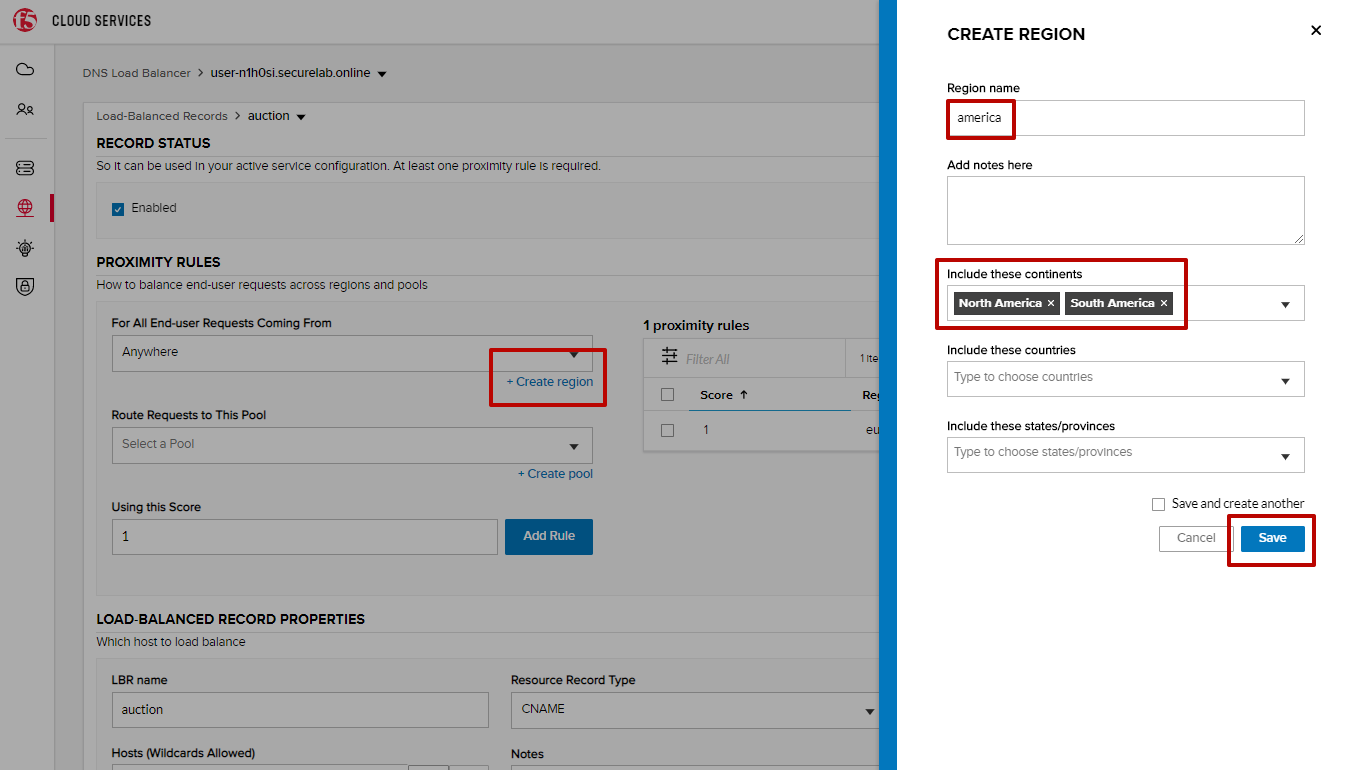 f5 CLOUD SERVICES
DNS Load Balancer > user-n1h0si.securelab.online
Load-Balanced Records > auction
RECORD STATUS
So it can be used in your active service configuration. At least one proximity rule is required.
Enabled
PROXIMITY RULES
How to balance end-user requests across regions and pools
For All End-user Requests Coming From
Anywhere
+ Create region
Route Requests to This Pool
Select a Pool
+ Create pool
Using this Score
1
Add Rule
1 proximity rules
Filter All
1 Ite
Score ↑
Reg
1
eu
LOAD-BALANCED RECORD PROPERTIES
Which host to load balance
LBR name
auction
Resource Record Type
CNAME
Hosts (Wildcards Allowed)
Notes
CREATE REGION
×
Region name
america
Add notes here
Include these continents
North America × South America ×
Include these countries
Type to choose countries
Include these states/provinces
Type to choose states/provinces
Save and create another
Cancel
Save